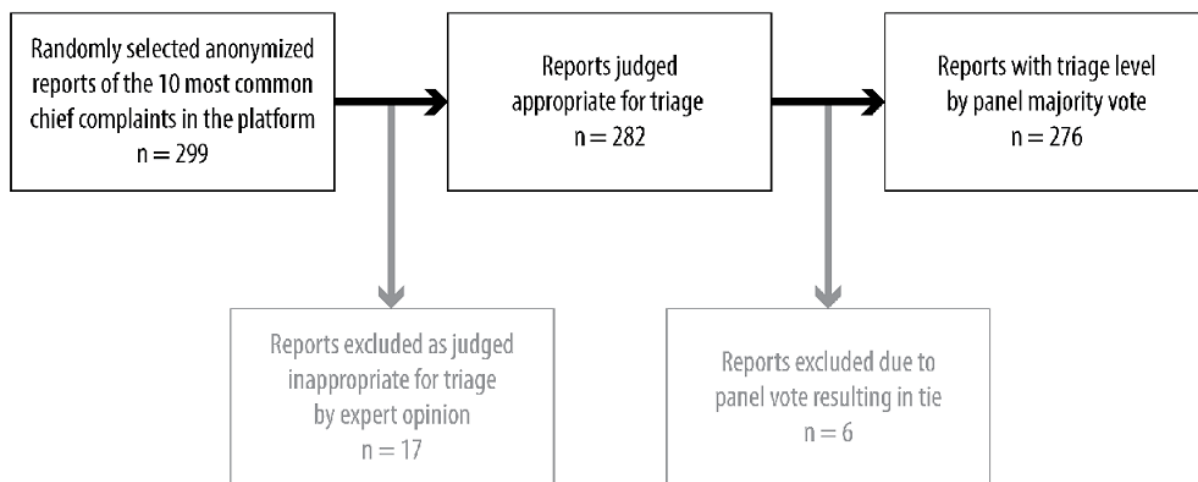 Randomly selected anonymized
reports of the 10 most common
chief complaints in the platform
n = 299
Reports judged
appropriate for triage
n = 282
Reports with triage level
by panel majority vote
n = 276
Reports excluded as judged
inappropriate for triage
by expert opinion
n = 17
Reports excluded due to
panel vote resulting in tie
n = 6